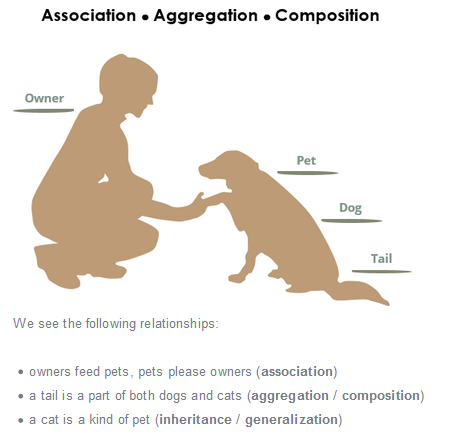 Association • Aggregation • Composition
Owner
Pet
Dog
Tail
We see the following relationships:
• owners feed pets, pets please owners (association)
• a tail is a part of both dogs and cats (aggregation / composition)
• a cat is a kind of pet (inheritance / generalization)